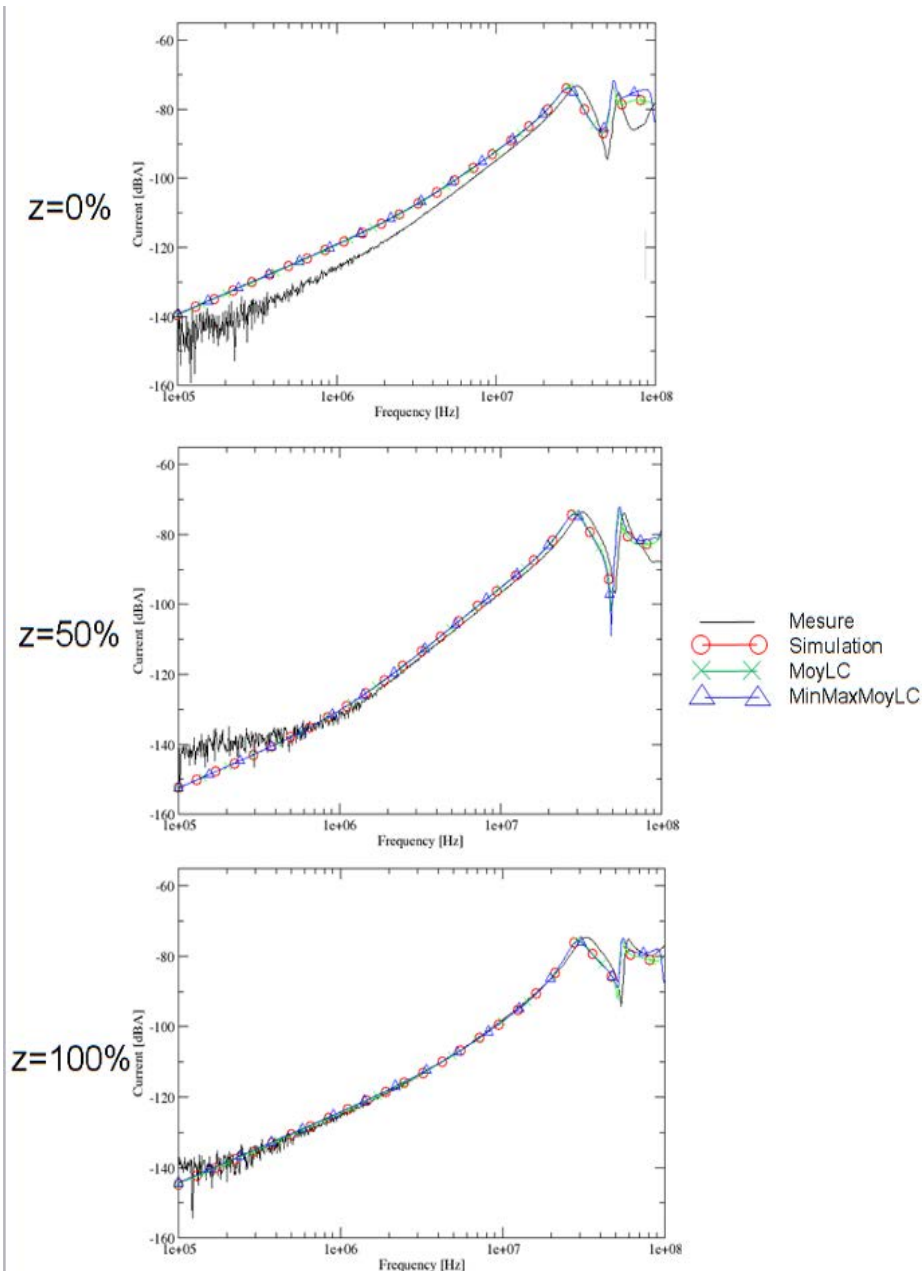 z=0%
Current [dBA]
-60
-80
-100
-120
-140
-160
1e+05
1e+06
1e+07
1e+08
Frequency [Hz]
z=50%
Current [dBA]
-60
-80
-100
-120
-140
-160
1e+05
1e+06
1e+07
1e+08
Frequency [Hz]
Mesure
Simulation
MoyLC
MinMaxMoyLC
z=100%
Current [dBA]
-60
-80
-100
-120
-140
-160
1e+05
1e+06
1e+07
1e+08
Frequency [Hz]